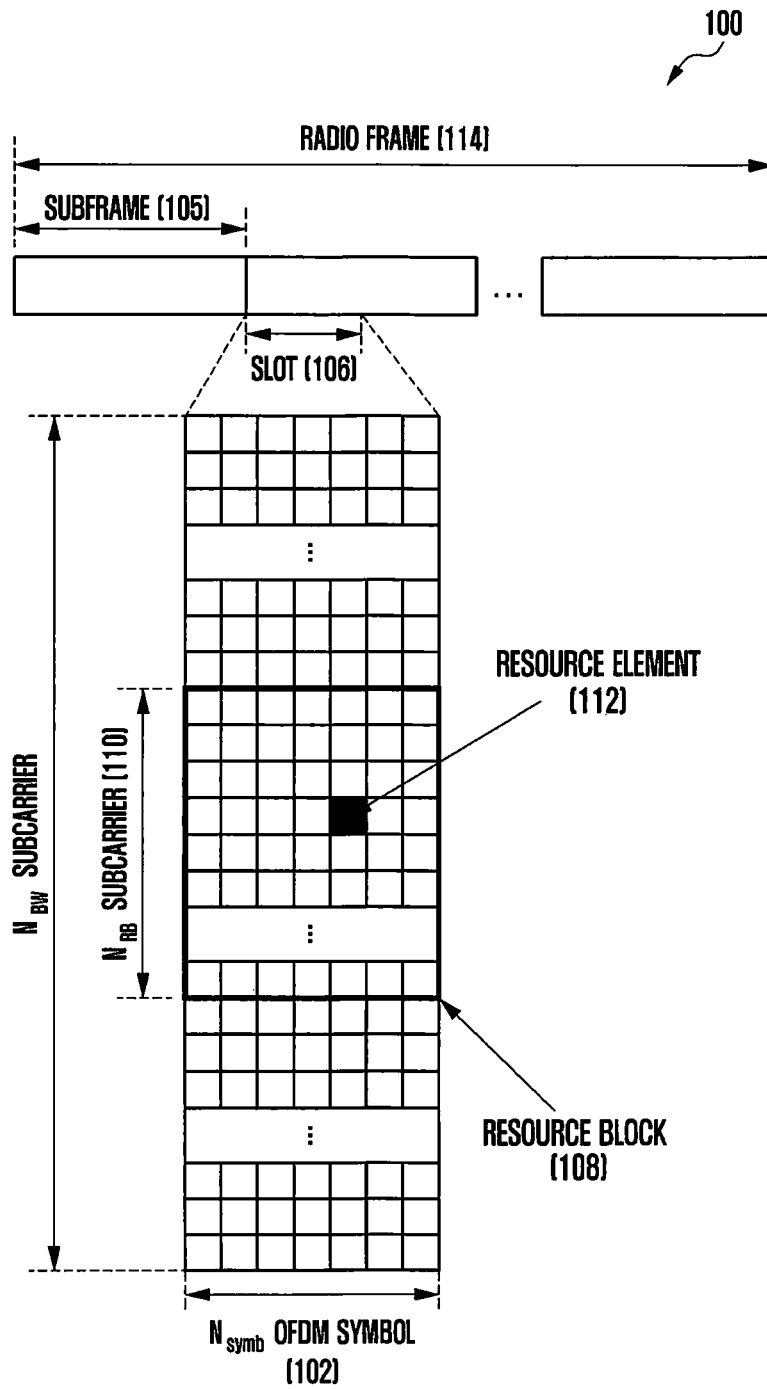 100
RADIO FRAME (114)
SUBFRAME (105)
...
SLOT (106)
...
RESOURCE ELEMENT
(112)
N_BW SUBCARRIER
N_RB SUBCARRIER (110)
...
RESOURCE BLOCK
(108)
...
N_symb OFDM SYMBOL
(102)